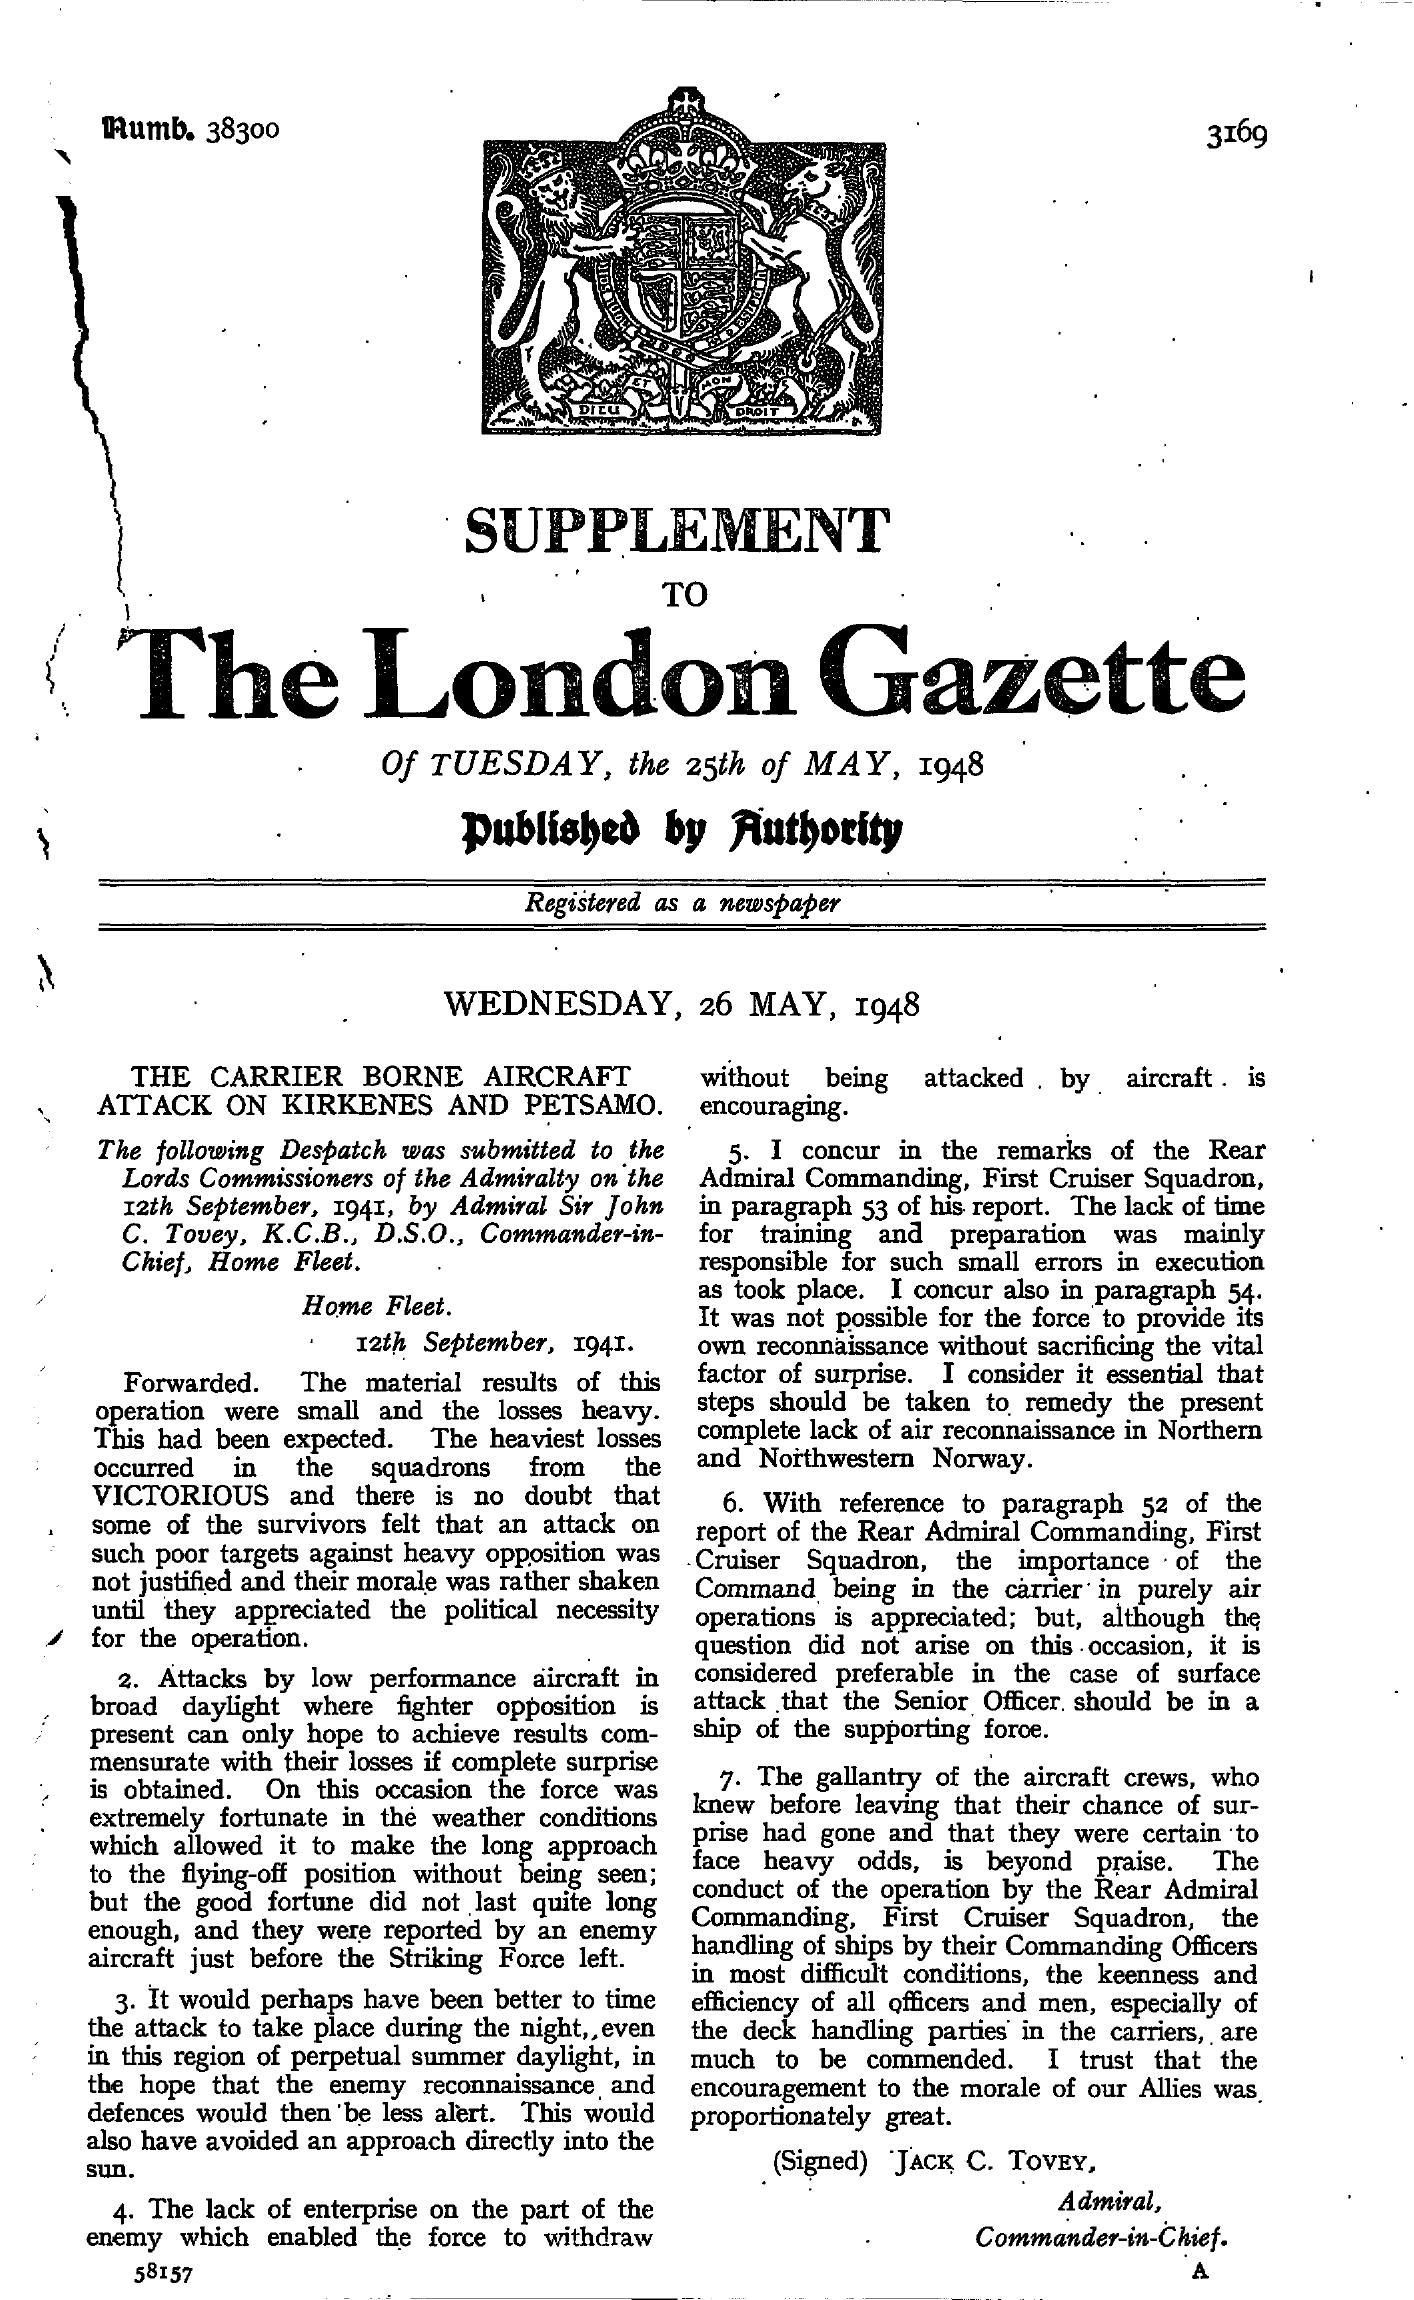 Numb. 38300
3169
DIEU ET MON DROIT
SUPPLEMENT
TO
The London Gazette
Of TUESDAY, the 25th of MAY, 1948
Published by Authority
Registered as a newspaper
WEDNESDAY, 26 MAY, 1948
THE CARRIER BORNE AIRCRAFT
ATTACK ON KIRKENES AND PETSAMO.
The following Despatch was submitted to the
Lords Commissioners of the Admiralty on the
12th September, 1941, by Admiral Sir John
C. Tovey, K.C.B., D.S.O., Commander-in-
Chief, Home Fleet.
Home Fleet.
12th September, 1941.
Forwarded. The material results of this
operation were small and the losses heavy.
This had been expected. The heaviest losses
occurred in the squadrons from the
VICTORIOUS and there is no doubt that
some of the survivors felt that an attack on
such poor targets against heavy opposition was
not justified and their morale was rather shaken
until they appreciated the political necessity
for the operation.
2. Attacks by low performance aircraft in
broad daylight where fighter opposition is
present can only hope to achieve results com-
mensurate with their losses if complete surprise
is obtained. On this occasion the force was
extremely fortunate in the weather conditions
which allowed it to make the long approach
to the flying-off position without being seen;
but the good fortune did not last quite long
enough, and they were reported by an enemy
aircraft just before the Striking Force left.
3. It would perhaps have been better to time
the attack to take place during the night, even
in this region of perpetual summer daylight, in
the hope that the enemy reconnaissance and
defences would then be less alert. This would
also have avoided an approach directly into the
sun.
4. The lack of enterprise on the part of the
enemy which enabled the force to withdraw
58157
without being attacked by aircraft is
encouraging.
5. I concur in the remarks of the Rear
Admiral Commanding, First Cruiser Squadron,
in paragraph 53 of his report. The lack of time
for training and preparation was mainly
responsible for such small errors in execution
as took place. I concur also in paragraph 54.
It was not possible for the force to provide its
own reconnaissance without sacrificing the vital
factor of surprise. I consider it essential that
steps should be taken to remedy the present
complete lack of air reconnaissance in Northern
and Northwestern Norway.
6. With reference to paragraph 52 of the
report of the Rear Admiral Commanding, First
Cruiser Squadron, the importance of the
Command being in the carrier in purely air
operations is appreciated; but, although the
question did not arise on this occasion, it is
considered preferable in the case of surface
attack that the Senior Officer should be in a
ship of the supporting force.
7. The gallantry of the aircraft crews, who
knew before leaving that their chance of sur-
prise had gone and that they were certain to
face heavy odds, is beyond praise. The
conduct of the operation by the Rear Admiral
Commanding, First Cruiser Squadron, the
handling of ships by their Commanding Officers
in most difficult conditions, the keenness and
efficiency of all officers and men, especially of
the deck handling parties in the carriers, are
much to be commended. I trust that the
encouragement to the morale of our Allies was
proportionately great.
(Signed) JACK C. TOVEY,
Admiral,
Commander-in-Chief.
A